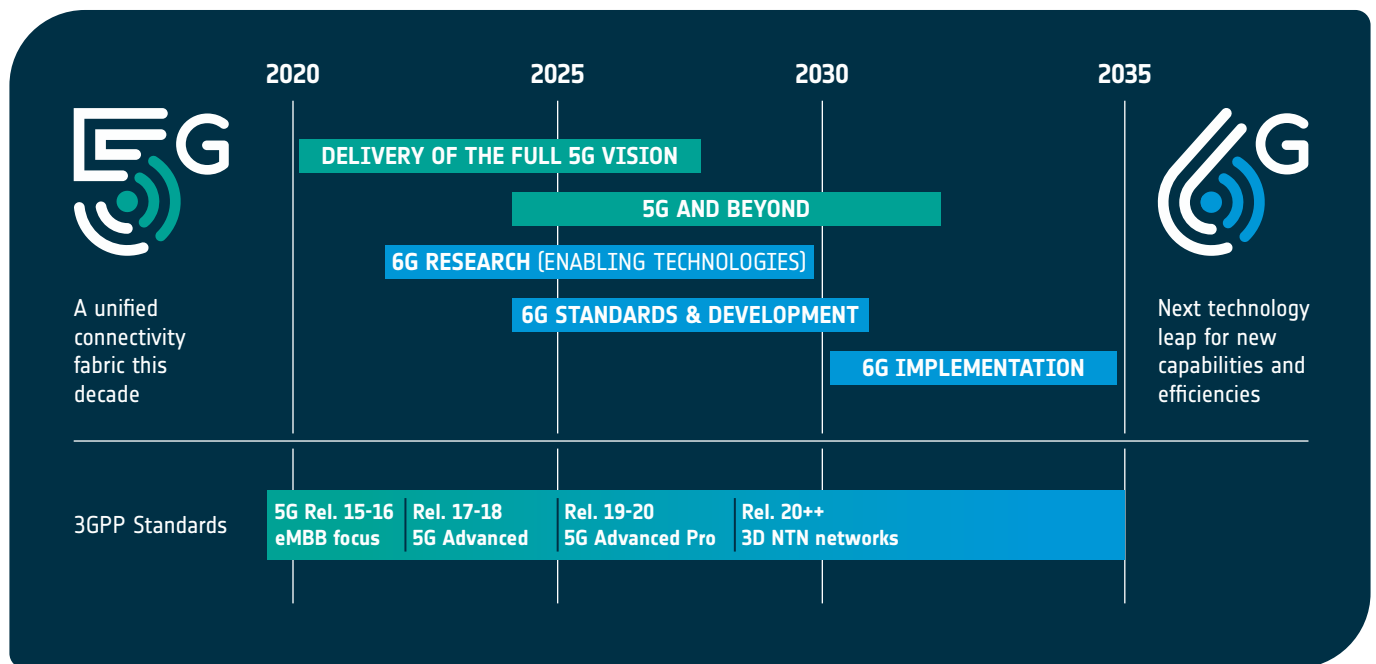 2020 2025 2030 2035
5G
6G
DELIVERY OF THE FULL 5G VISION
5G AND BEYOND
6G RESEARCH (ENABLING TECHNOLOGIES)
6G STANDARDS & DEVELOPMENT
6G IMPLEMENTATION
A unified
connectivity
fabric this
decade
Next technology
leap for new
capabilities and
efficiencies
3GPP Standards
5G Rel. 15-16
eMBB focus
Rel. 17-18
5G Advanced
Rel. 19-20
5G Advanced Pro
Rel. 20++
3D NTN networks